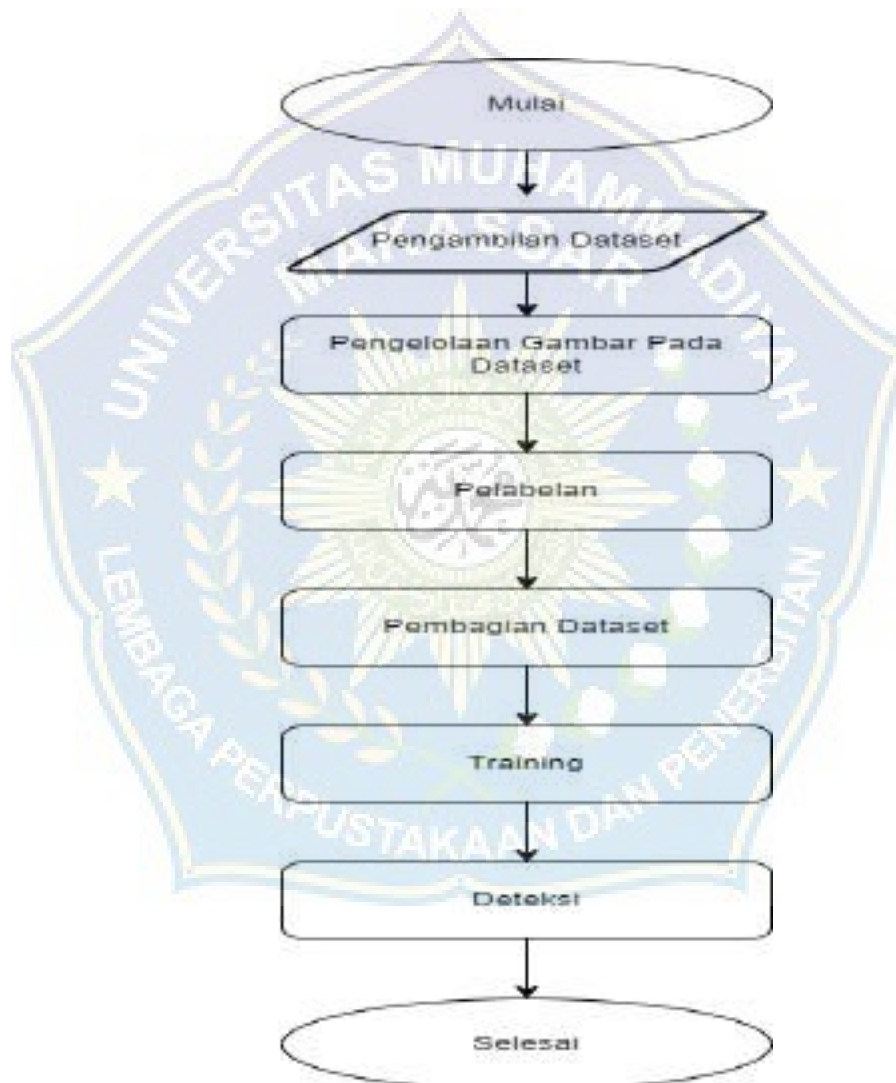 Mulai
UNIVERSITAS MUHAMMADIYAH
MAKASSAR
Pengambilan Dataset
Pengelolaan Gambar Pada
Dataset
Pelabelan
Pembagian Dataset
Training
LEMBAGA PERPUSTAKAAN DAN PENERBITAN
Deteksi
Selesai